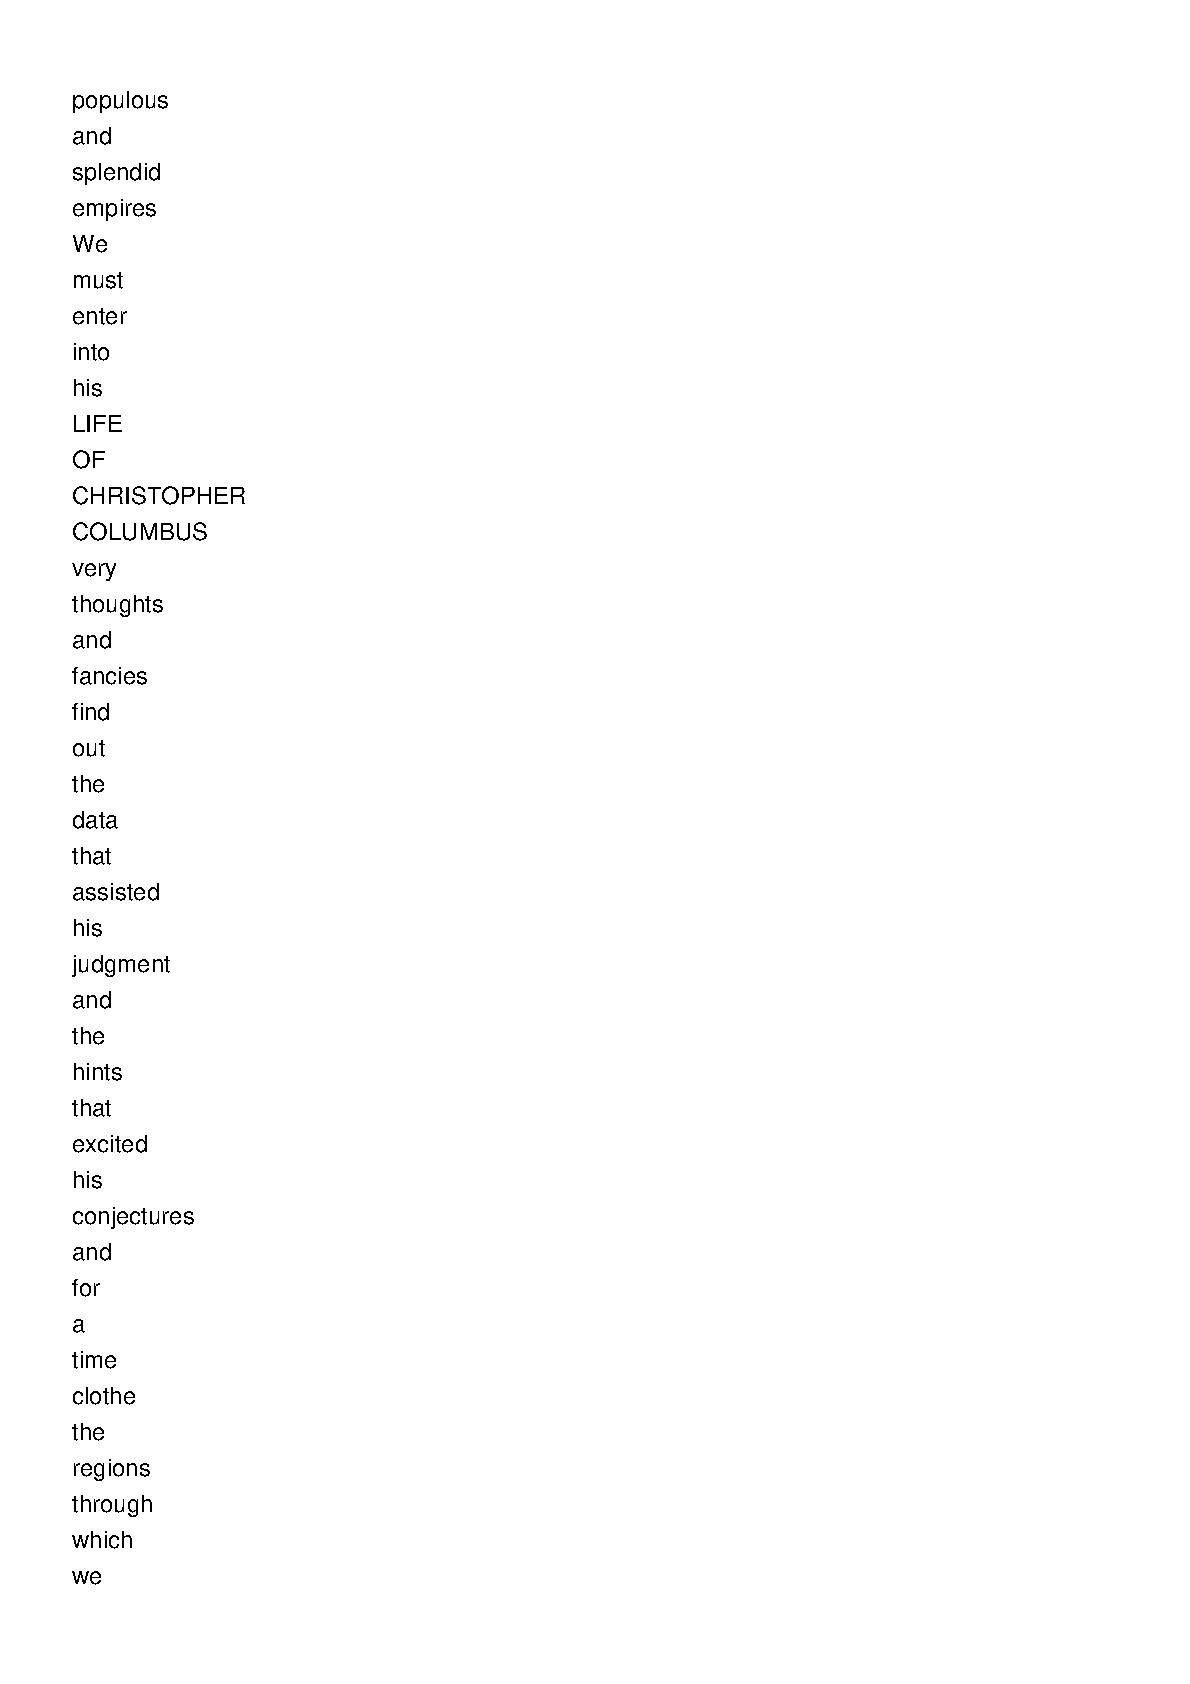 populous
and
splendid
empires
We
must
enter
into
his
LIFE
OF
CHRISTOPHER
COLUMBUS
very
thoughts
and
fancies
find
out
the
data
that
assisted
his
judgment
and
the
hints
that
excited
his
conjectures
and
for
a
time
clothe
the
regions
through
which
we